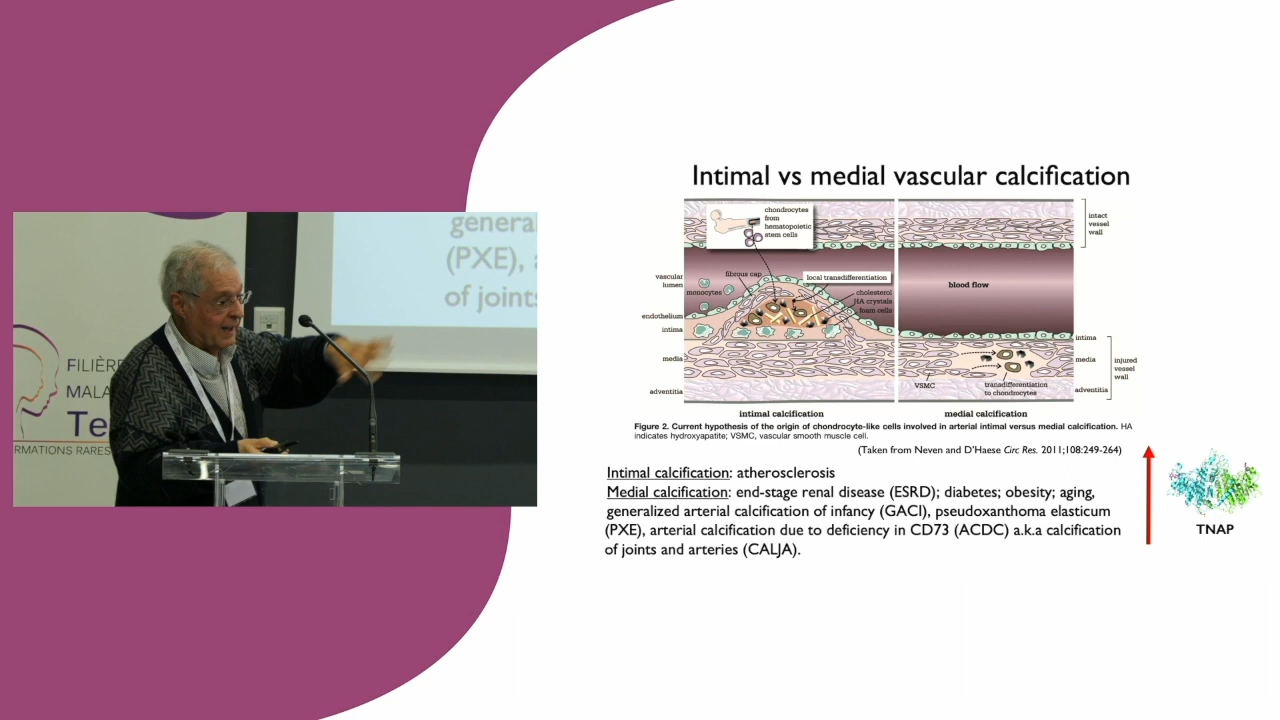 Intimal vs medial vascular calcification
chondrocytes
from
hematopoietic
stem cells
intact
vessel
wall
vascular
lumen
fibrous cap
local transdifferentiation
monocytes
cholesterol
HA crystals
foam cells
blood flow
endothelium
intima
media
adventitia
intima
media
adventitia
injured
vessel
wall
VSMC
transdifferentiation
to chondrocytes
intimal calcification
medial calcification
Figure 2. Current hypothesis of the origin of chondrocyte-like cells involved in arterial intimal versus medial calcification. HA
indicates hydroxyapatite; VSMC, vascular smooth muscle cell.
(Taken from Neven and D'Haese Circ Res. 2011;108:249-264)
Intimal calcification: atherosclerosis
Medial calcification: end-stage renal disease (ESRD); diabetes; obesity; aging,
generalized arterial calcification of infancy (GACI), pseudoxanthoma elasticum
(PXE), arterial calcification due to deficiency in CD73 (ACDC) a.k.a calcification
of joints and arteries (CALJA).
TNAP
general
(PXE),
of joints
FILIÈRE
MALA
Te
RMATIONS RARES